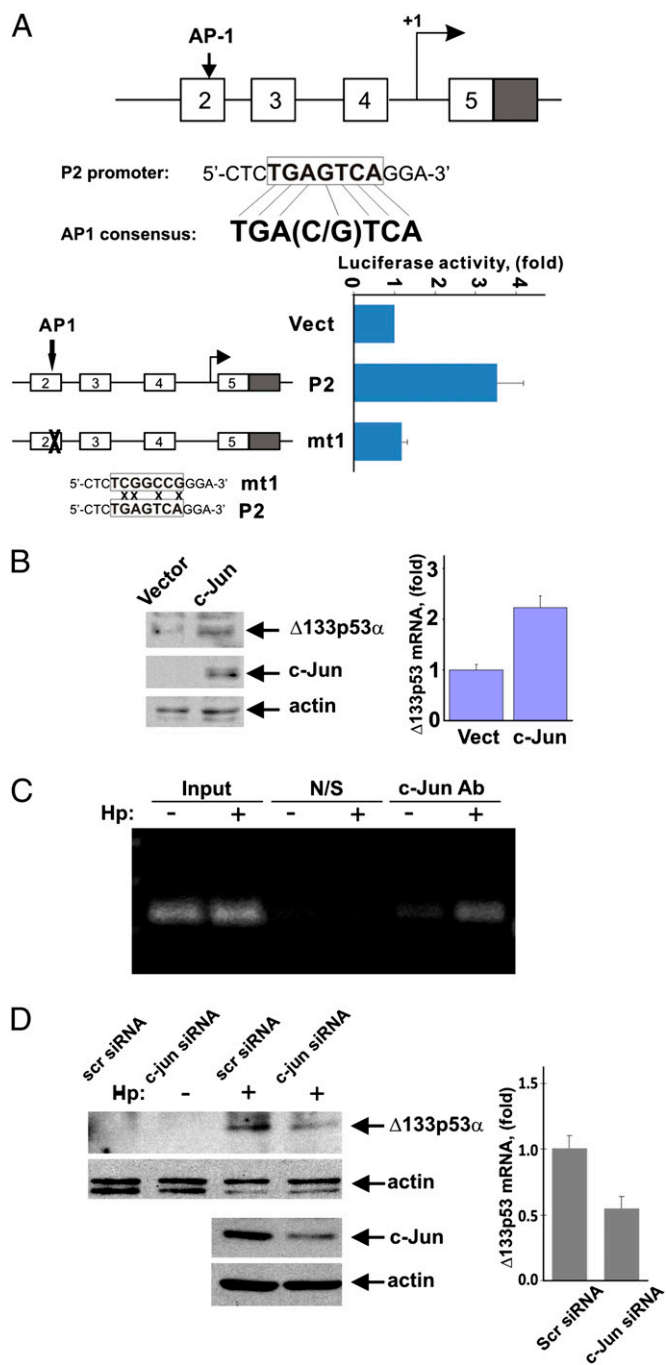 A
AP-1
+1
2 3 4 5
P2 promoter: 5'-CTCTGAGTCAGGA-3'
AP1 consensus: TGA(C/G)TCA
Luciferase activity, (fold)
0 1 2 3 4
AP1
Vect
2 3 4 5 P2
2 3 4 5 mt1
5'-CTCTCGGCCGGGA-3' mt1
x x x x
5'-CTCTGAGTCAGGA-3' P2
B
Vector c-Jun
Δ133p53α
c-Jun
actin
Δ133p53 mRNA, (fold)
3
2
1
0
Vect c-Jun
C
Input N/S c-Jun Ab
Hp: - + - + - +
D
scr siRNA c-jun siRNA scr siRNA c-jun siRNA
Hp: - + +
Δ133p53α
actin
c-Jun
actin
Δ133p53 mRNA, (fold)
1.5
1.0
0.5
0.0
Scr siRNA c-Jun siRNA